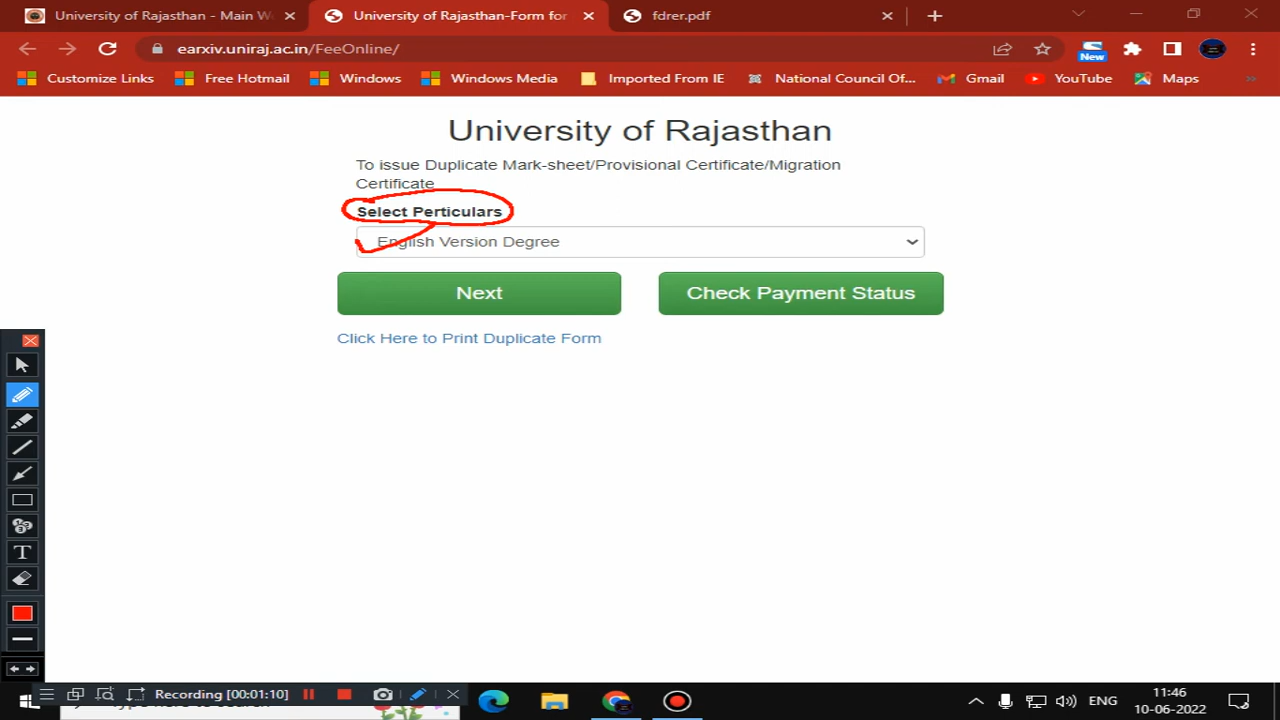 University of Rajasthan - Main W
University of Rajasthan-Form for
fdrer.pdf
earxiv.uniraj.ac.in/FeeOnline/
New
Customize Links
Free Hotmail
Windows
Windows Media
Imported From IE
National Council Of...
Gmail
YouTube
Maps
University of Rajasthan
To issue Duplicate Mark-sheet/Provisional Certificate/Migration
Certificate
Select Perticulars
English Version Degree
Next
Check Payment Status
Click Here to Print Duplicate Form
T
Recording [00:01:10]
ENG
11:46
10-06-2022